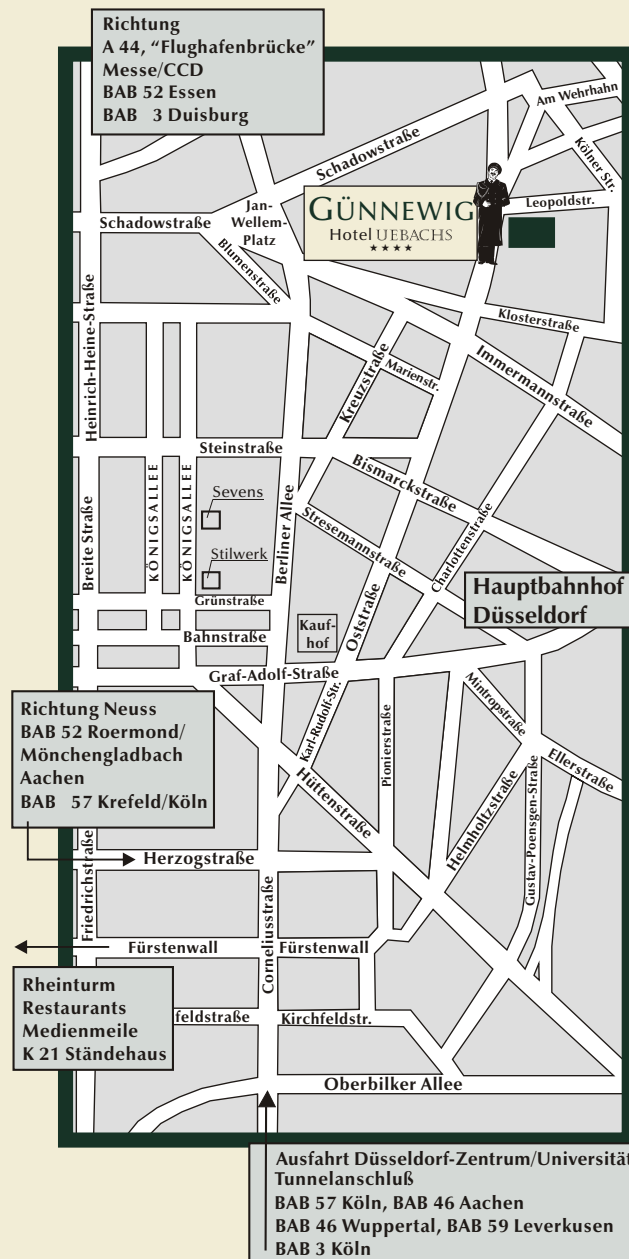 Richtung
A 44, “Flughafenbrücke”
Messe/CCD
BAB 52 Essen
BAB 3 Duisburg
Am Wehrhahn
Schadowstraße
Kölner Str.
Jan-
Wellem-
Platz
GÜNNEWIG
Hotel UEBACHS
★★★★
Leopoldstr.
Schadowstraße
Blumenstraße
Klosterstraße
Heinrich-Heine-Straße
Immermannstraße
Kreuzstraße
Marienstr.
Steinstraße
Bismarckstraße
KÖNIGSALLEE
KÖNIGSALLEE
Sevens
Breite Straße
Berliner Allee
Stresemannstraße
Charlottenstraße
Stilwerk
Grünstraße
Hauptbahnhof
Düsseldorf
Kauf-
hof
Oststraße
Bahnstraße
Graf-Adolf-Straße
Karl-Rudolf-Str.
Mintropstraße
Richtung Neuss
BAB 52 Roermond/
Mönchengladbach
Aachen
BAB 57 Krefeld/Köln
Pionierstraße
Ellerstraße
Hüttenstraße
Helmholtzstraße
Gustav-Poensgen-Straße
Herzogstraße
Friedrichstraße
Corneliusstraße
Fürstenwall
Fürstenwall
Rheinturm
Restaurants
Medienmeile
K 21 Ständehaus
feldstraße
Kirchfeldstr.
Oberbilker Allee
Ausfahrt Düsseldorf-Zentrum/Universität
Tunnelanschluß
BAB 57 Köln, BAB 46 Aachen
BAB 46 Wuppertal, BAB 59 Leverkusen
BAB 3 Köln